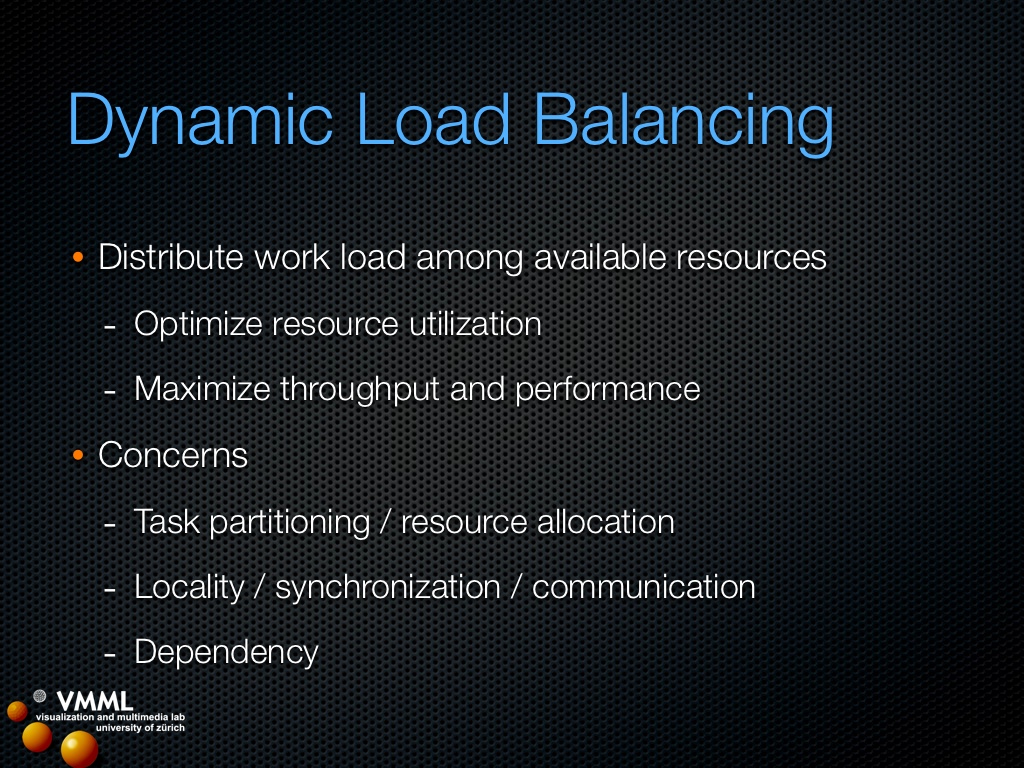 Dynamic Load Balancing
• Distribute work load among available resources
- Optimize resource utilization
- Maximize throughput and performance
• Concerns
- Task partitioning / resource allocation
- Locality / synchronization / communication
- Dependency
VMML
visualization and multimedia lab
university of zürich